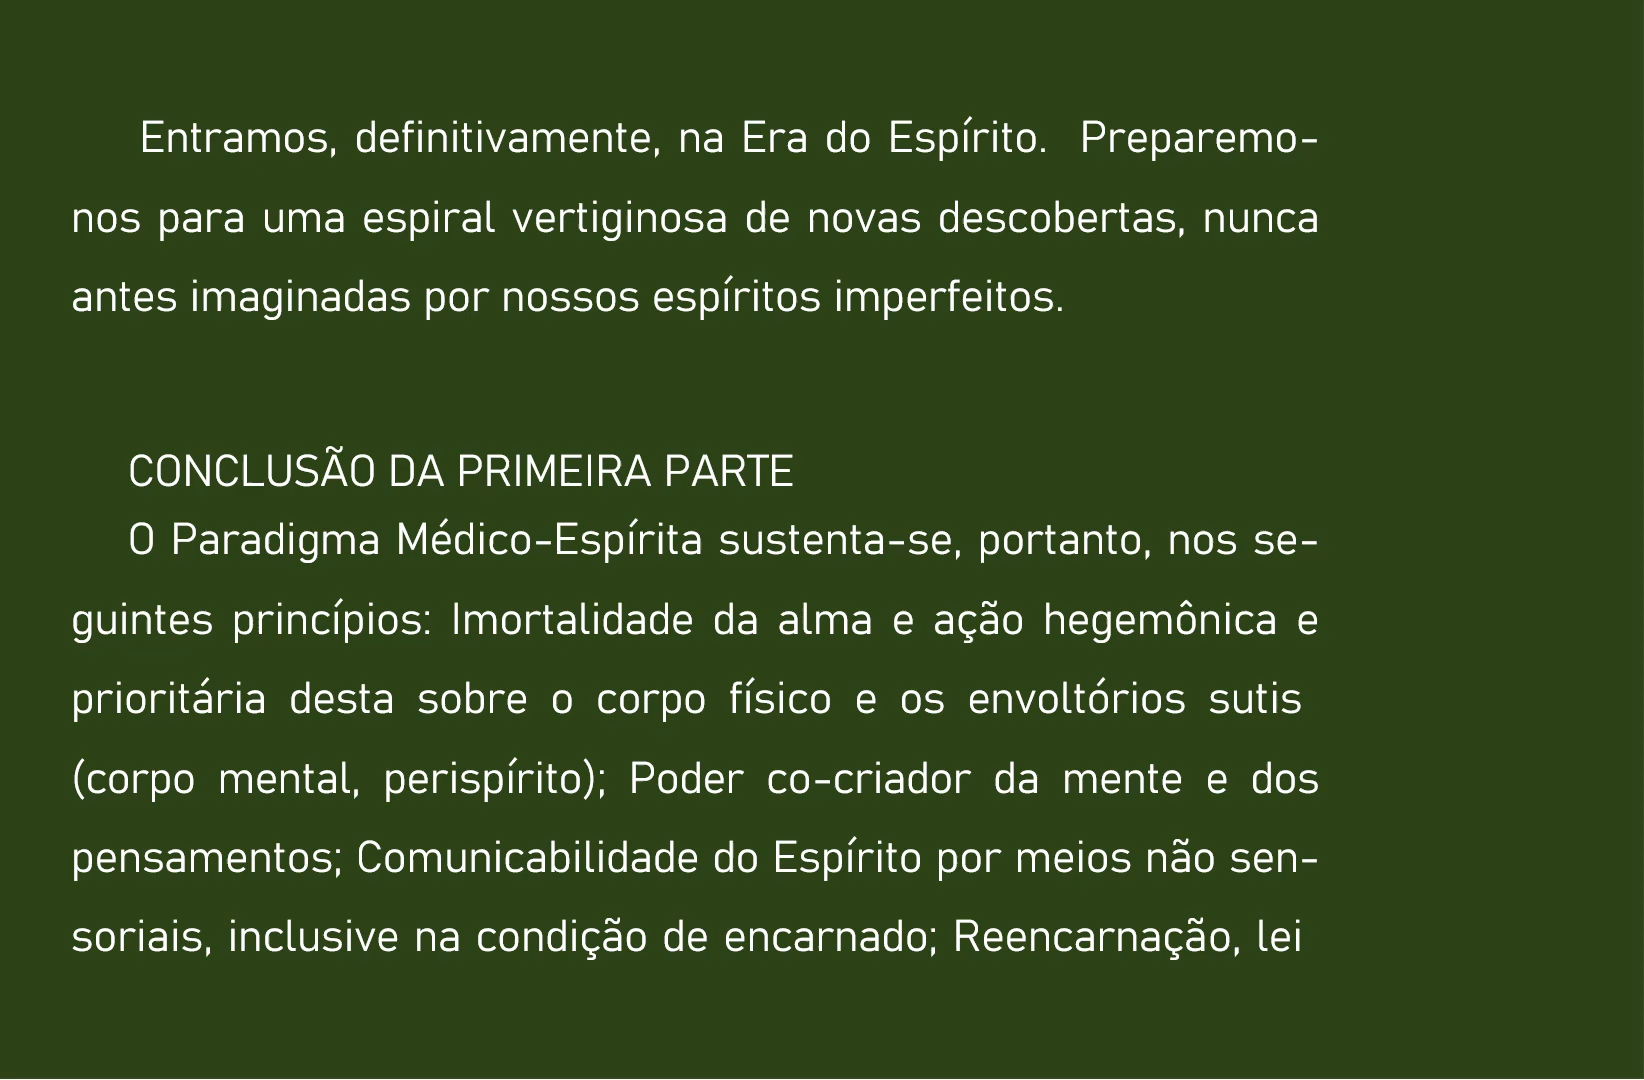 Entramos, definitivamente, na Era do Espírito. Preparemo-
nos para uma espiral vertiginosa de novas descobertas, nunca
antes imaginadas por nossos espíritos imperfeitos.
CONCLUSÃO DA PRIMEIRA PARTE
O Paradigma Médico-Espírita sustenta-se, portanto, nos se-
guintes princípios: Imortalidade da alma e ação hegemônica e
prioritária desta sobre o corpo físico e os envoltórios sutis
(corpo mental, perispírito); Poder co-criador da mente e dos
pensamentos; Comunicabilidade do Espírito por meios não sen-
soriais, inclusive na condição de encarnado; Reencarnação, lei